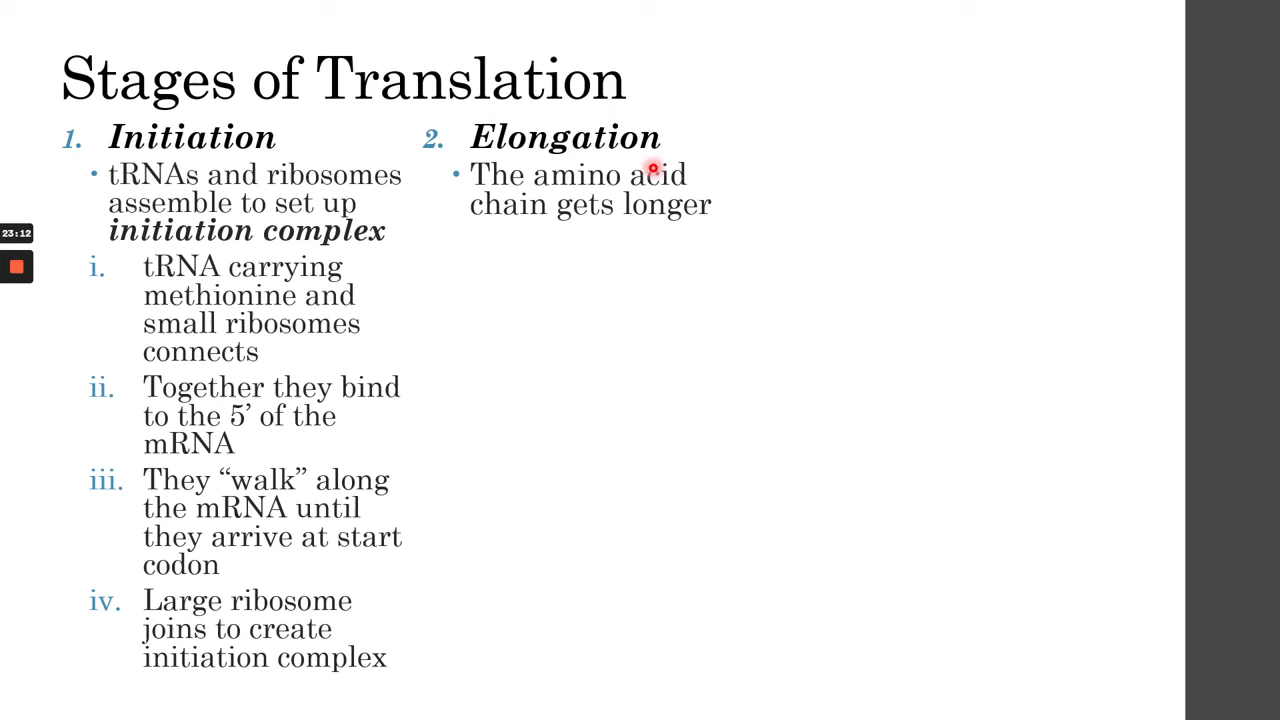 Stages of Translation
1. Initiation
• tRNAs and ribosomes
assemble to set up
initiation complex
i. tRNA carrying
methionine and
small ribosomes
connects
ii. Together they bind
to the 5’ of the
mRNA
iii. They “walk” along
the mRNA until
they arrive at start
codon
iv. Large ribosome
joins to create
initiation complex
2. Elongation
• The amino acid
chain gets longer
23:12